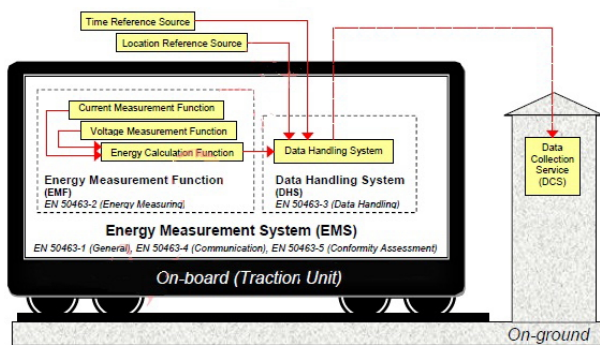 Time Reference Source
Location Reference Source
Current Measurement Function
Voltage Measurement Function
Energy Calculation Function
Data Handling System
Energy Measurement Function
(EMF)
EN 50463-2 (Energy Measuring)
Data Handling System
(DHS)
EN 50463-3 (Data Handling)
Energy Measurement System (EMS)
EN 50463-1 (General), EN 50463-4 (Communication), EN 50463-5 (Conformity Assessment)
On-board (Traction Unit)
Data
Collection
Service
(DCS)
On-ground